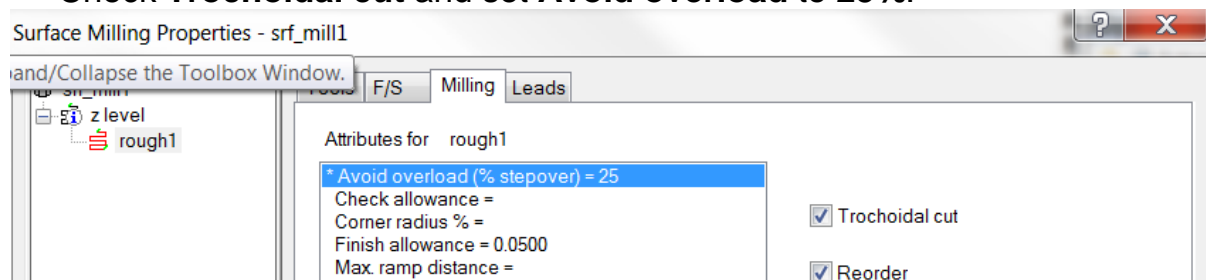 Check Trochoidal cut and set Avoid overload to 25%.
Surface Milling Properties - srf_mill1
and/Collapse the Toolbox Window.
srf_mill1
Tools F/S Milling Leads
z level
rough1
Attributes for rough1
* Avoid overload (% stepover) = 25
Check allowance =
Corner radius % =
Finish allowance = 0.0500
Max. ramp distance =
Trochoidal cut
Reorder